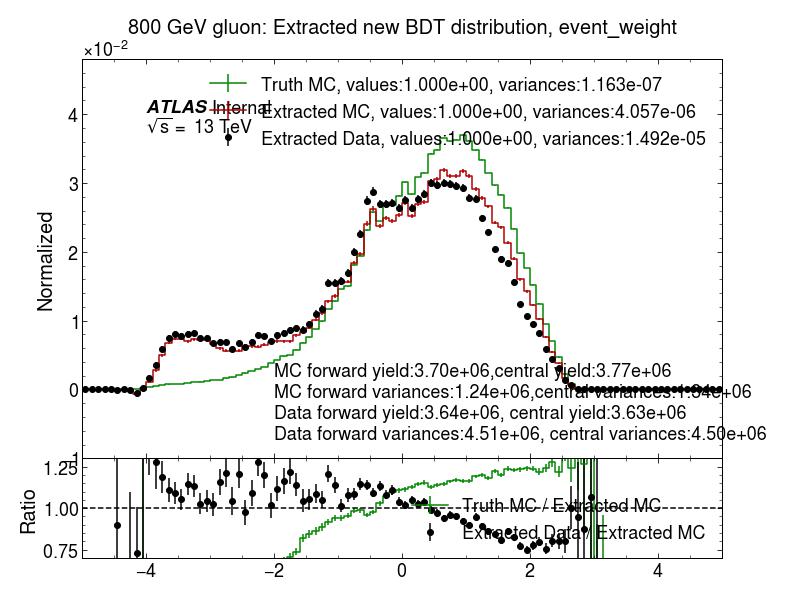 800 GeV gluon: Extracted new BDT distribution, event_weight
×10⁻²
Truth MC, values:1.000e+00, variances:1.163e-07
ATLAS Internal
Extracted MC, values:1.000e+00, variances:4.057e-06
√s = 13 TeV
Extracted Data, values:1.000e+00, variances:1.492e-05
4
3
2
1
0
Normalized
MC forward yield:3.70e+06,central yield:3.77e+06
MC forward variances:1.24e+06,central variances:1.34e+06
Data forward yield:3.64e+06, central yield:3.63e+06
Data forward variances:4.51e+06, central variances:4.50e+06
1.25
1.00
0.75
Ratio
Truth MC / Extracted MC
Extracted Data / Extracted MC
−4 −2 0 2 4